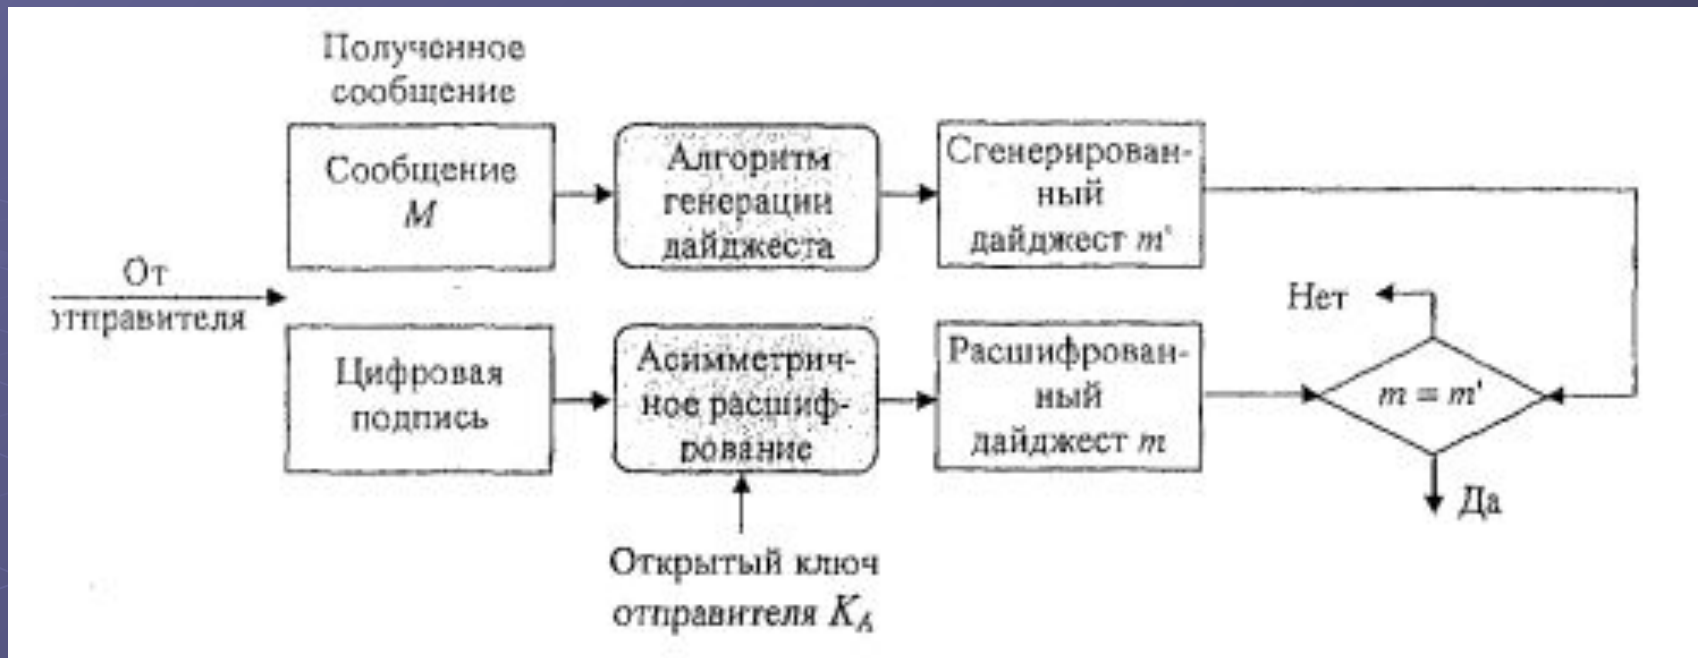 Полученное
сообщение
Сообщение
M
Алгоритм
генерации
дайджеста
Сгенерирован-
ный
дайджест m'
От
отправителя
Цифровая
подпись
Асимметрич-
ное расшиф-
рование
Расшифрован-
ный
дайджест m
Нет
m = m'
Да
Открытый ключ
отправителя K_A